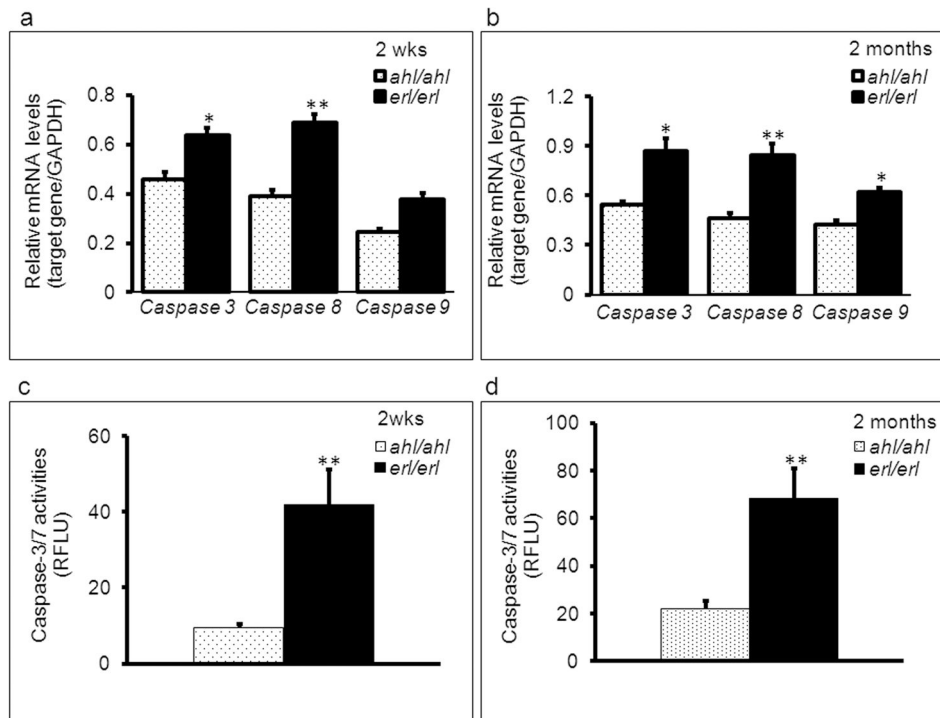 a
2 wks
ahl/ahl
erl/erl
Relative mRNA levels
(target gene/GAPDH)
0.8
0.6
0.4
0.2
0
*
**
Caspase 3 Caspase 8 Caspase 9
b
2 months
ahl/ahl
erl/erl
Relative mRNA levels
(target gene/GAPDH)
1.2
0.9
0.6
0.3
0
*
**
*
Caspase 3 Caspase 8 Caspase 9
c
2wks
ahl/ahl
erl/erl
Caspase-3/7 activities
(RFLU)
60
40
20
0
**
d
2 months
ahl/ahl
erl/erl
Caspase-3/7 activities
(RFLU)
100
80
60
40
20
0
**